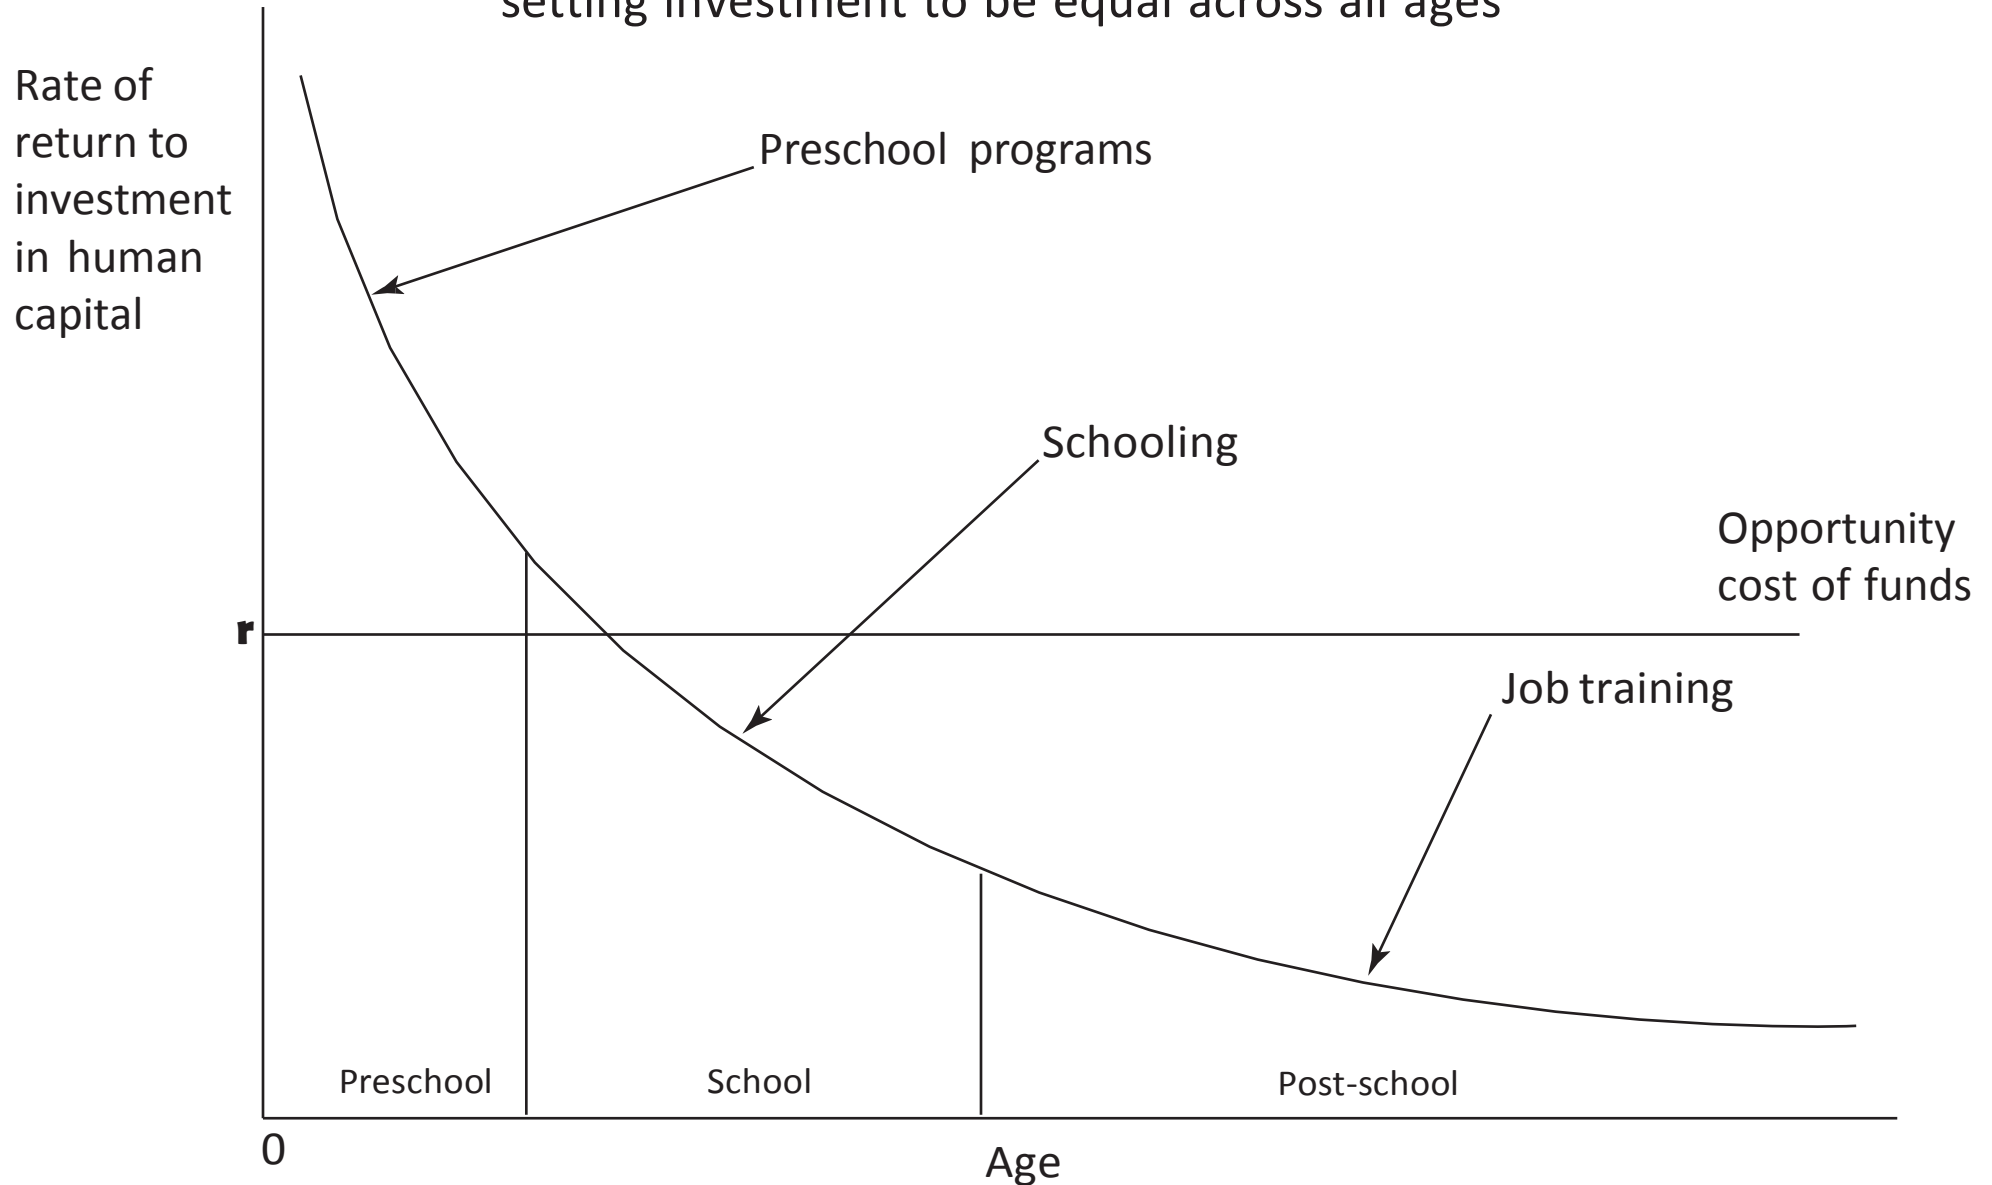 setting investment to be equal across all ages
Rate of
return to
investment
in human
capital
Preschool programs
Schooling
Opportunity
cost of funds
r
Job training
Preschool
School
Post-school
0
Age